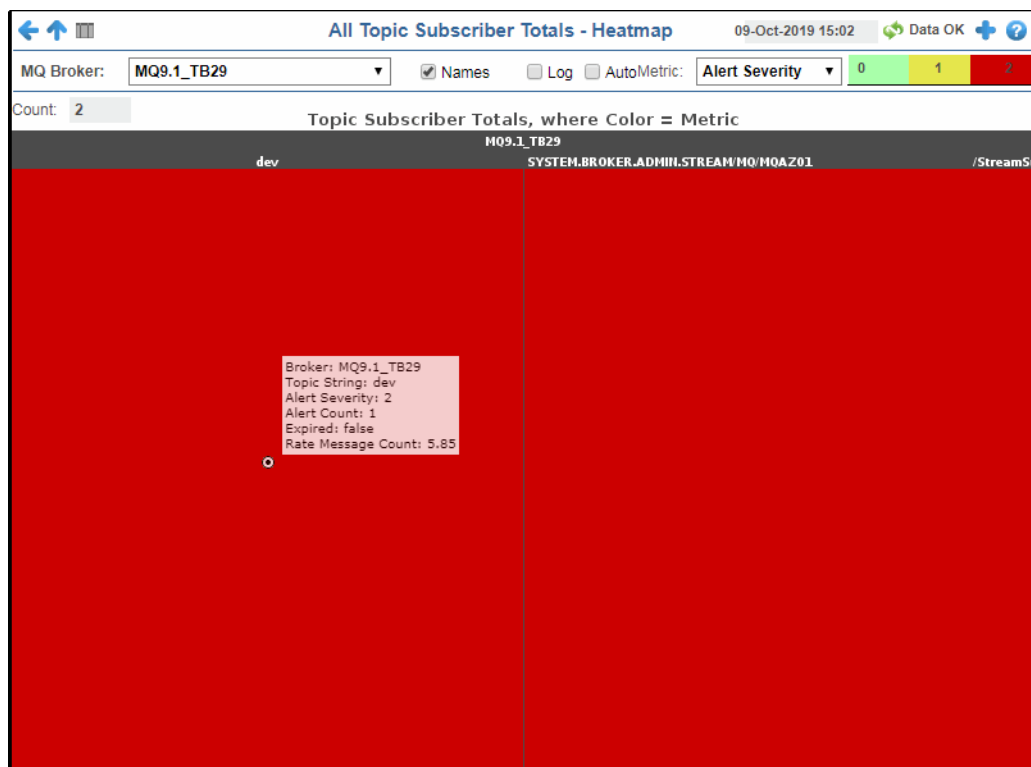 All Topic Subscriber Totals - Heatmap 09-Oct-2019 15:02 Data OK
MQ Broker: MQ9.1_TB29 Names Log Auto Metric: Alert Severity 0 1 2
Count: 2
Topic Subscriber Totals, where Color = Metric
MQ9.1_TB29
dev SYSTEM.BROKER.ADMIN.STREAM/MQ/MQAZ01 /StreamS
Broker: MQ9.1_TB29
Topic String: dev
Alert Severity: 2
Alert Count: 1
Expired: false
Rate Message Count: 5.85